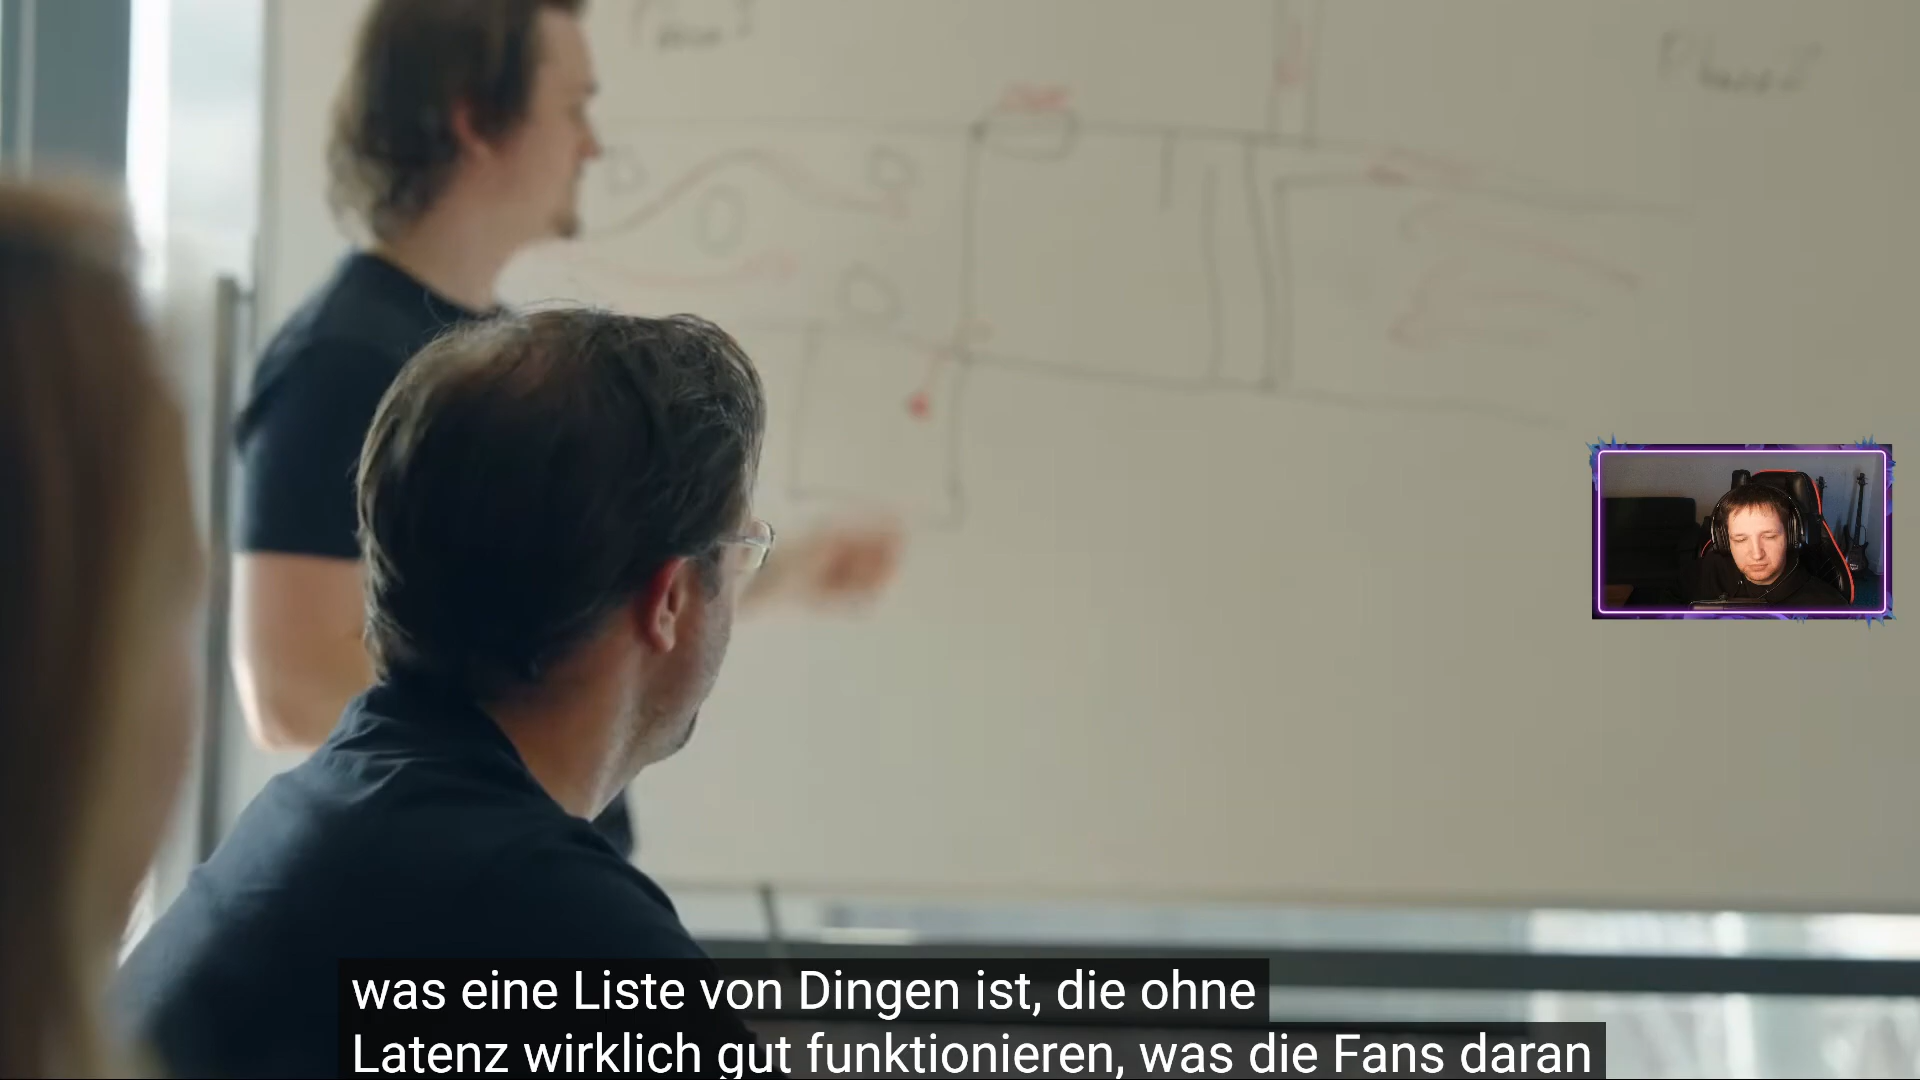 was eine Liste von Dingen ist, die ohne
Latenz wirklich gut funktionieren, was die Fans daran